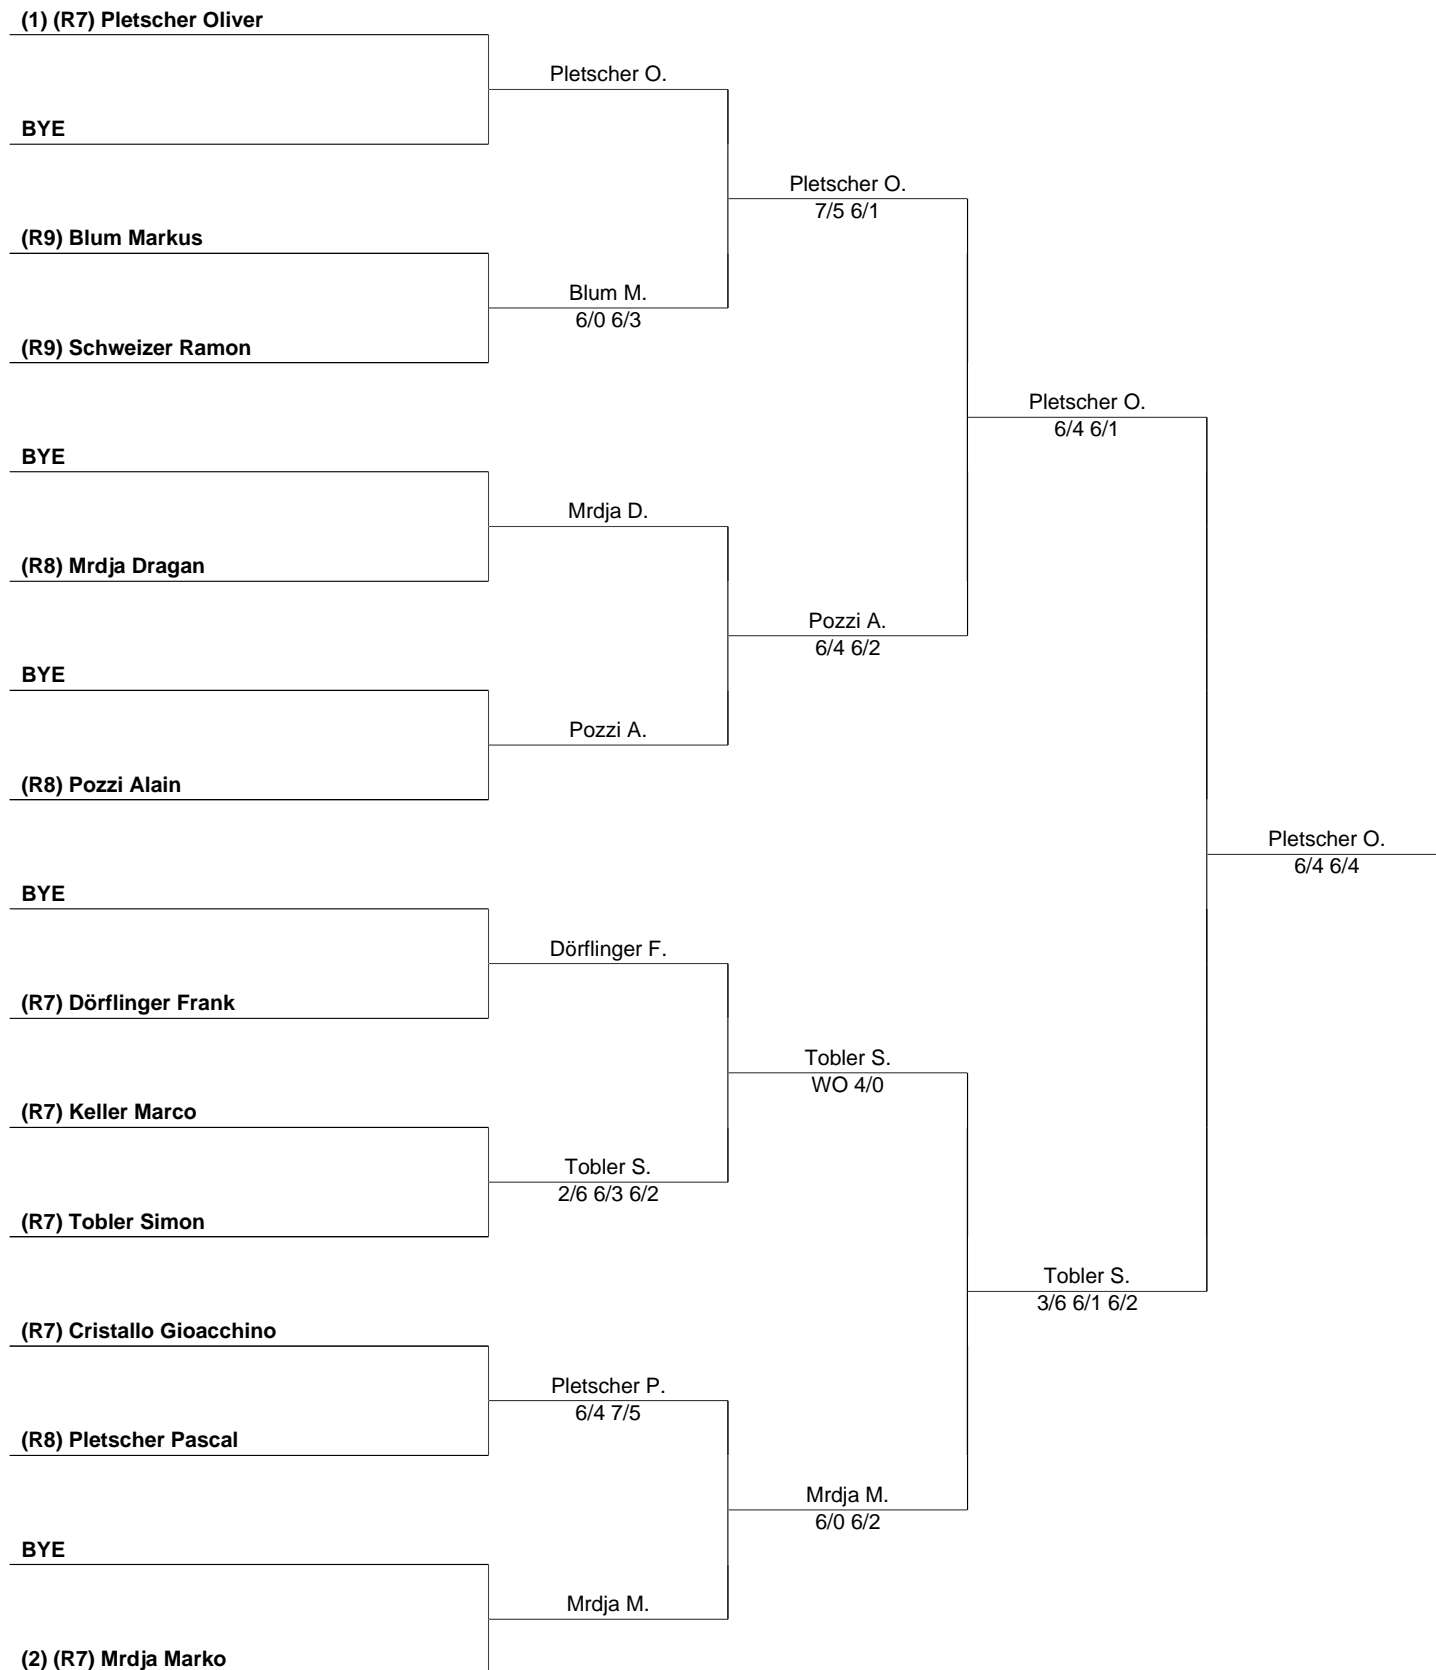 (1) (R7) Pletscher Oliver
Pletscher O.
BYE
Pletscher O.
7/5 6/1
(R9) Blum Markus
Blum M.
6/0 6/3
(R9) Schweizer Ramon
Pletscher O.
6/4 6/1
BYE
Mrdja D.
(R8) Mrdja Dragan
Pozzi A.
6/4 6/2
BYE
Pozzi A.
(R8) Pozzi Alain
Pletscher O.
6/4 6/4
BYE
Dörflinger F.
(R7) Dörflinger Frank
Tobler S.
WO 4/0
(R7) Keller Marco
Tobler S.
2/6 6/3 6/2
(R7) Tobler Simon
Tobler S.
3/6 6/1 6/2
(R7) Cristallo Gioacchino
Pletscher P.
6/4 7/5
(R8) Pletscher Pascal
Mrdja M.
6/0 6/2
BYE
Mrdja M.
(2) (R7) Mrdja Marko